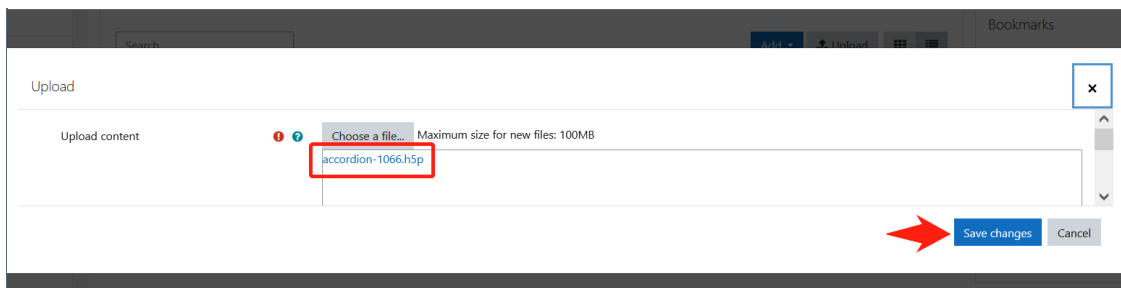 Bookmarks
Search
Add
Upload
Upload
×
Upload content
! ?
Choose a file...
Maximum size for new files: 100MB
accordion-1066.h5p
Save changes
Cancel